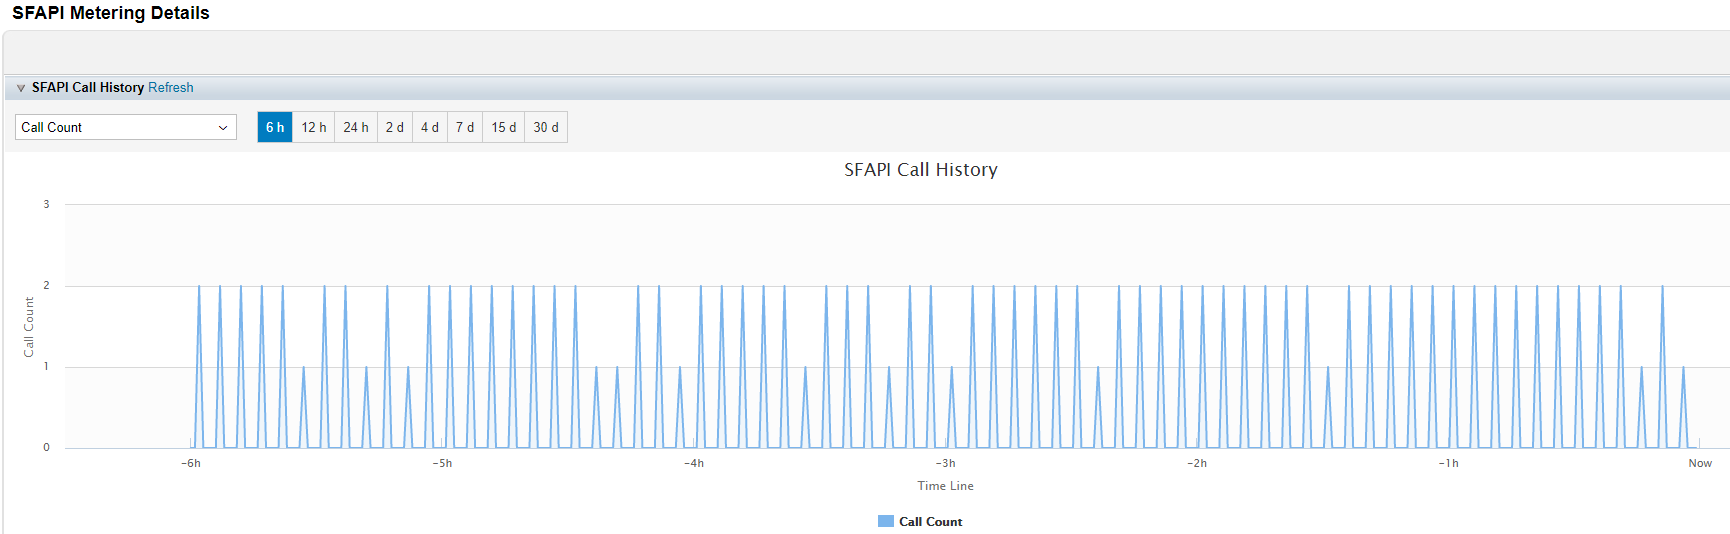 SFAPI Metering Details
SFAPI Call History Refresh
Call Count 6 h 12 h 24 h 2 d 4 d 7 d 15 d 30 d
SFAPI Call History
3
2
1
0
Call Count
-6h -5h -4h -3h -2h -1h Now
Time Line
Call Count